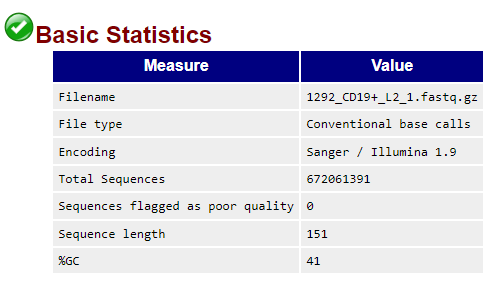 Basic Statistics
Measure Value
Filename 1292_CD19+_L2_1.fastq.gz
File type Conventional base calls
Encoding Sanger / Illumina 1.9
Total Sequences 672061391
Sequences flagged as poor quality 0
Sequence length 151
%GC 41